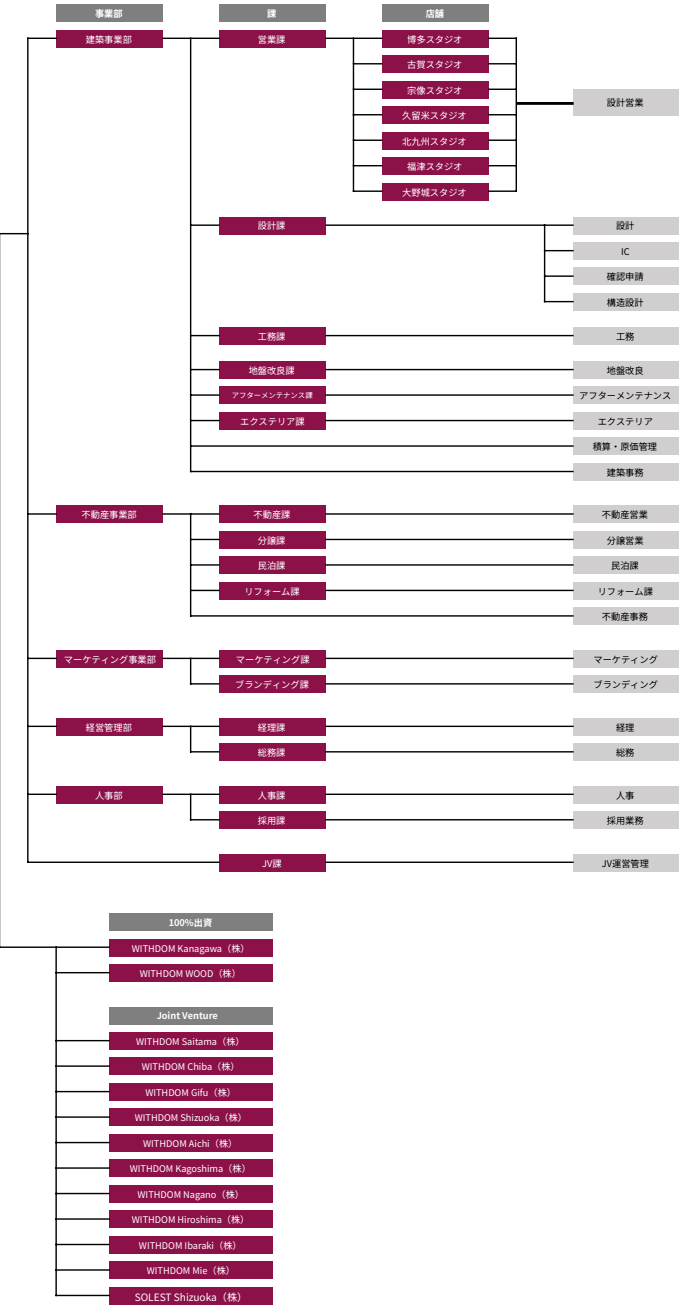 事業部 課 店舗
建築事業部 営業課 博多スタジオ
古賀スタジオ
宗像スタジオ
設計営業
久留米スタジオ
北九州スタジオ
福津スタジオ
大野城スタジオ
設計課 設計
IC
確認申請
構造設計
工務課 工務
地盤改良課 地盤改良
アフターメンテナンス課 アフターメンテナンス
エクステリア課 エクステリア
積算・原価管理
建築事務
不動産事業部 不動産課 不動産営業
分譲課 分譲営業
民泊課 民泊課
リフォーム課 リフォーム課
不動産事務
マーケティング事業部 マーケティング課 マーケティング
ブランディング課 ブランディング
経営管理部 経理課 経理
総務課 総務
人事部 人事課 人事
採用課 採用業務
JV課 JV運営管理
100%出資
WITHDOM Kanagawa（株）
WITHDOM WOOD（株）
Joint Venture
WITHDOM Saitama（株）
WITHDOM Chiba（株）
WITHDOM Gifu（株）
WITHDOM Shizuoka（株）
WITHDOM Aichi（株）
WITHDOM Kagoshima（株）
WITHDOM Nagano（株）
WITHDOM Hiroshima（株）
WITHDOM Ibaraki（株）
WITHDOM Mie（株）
SOLEST Shizuoka（株）